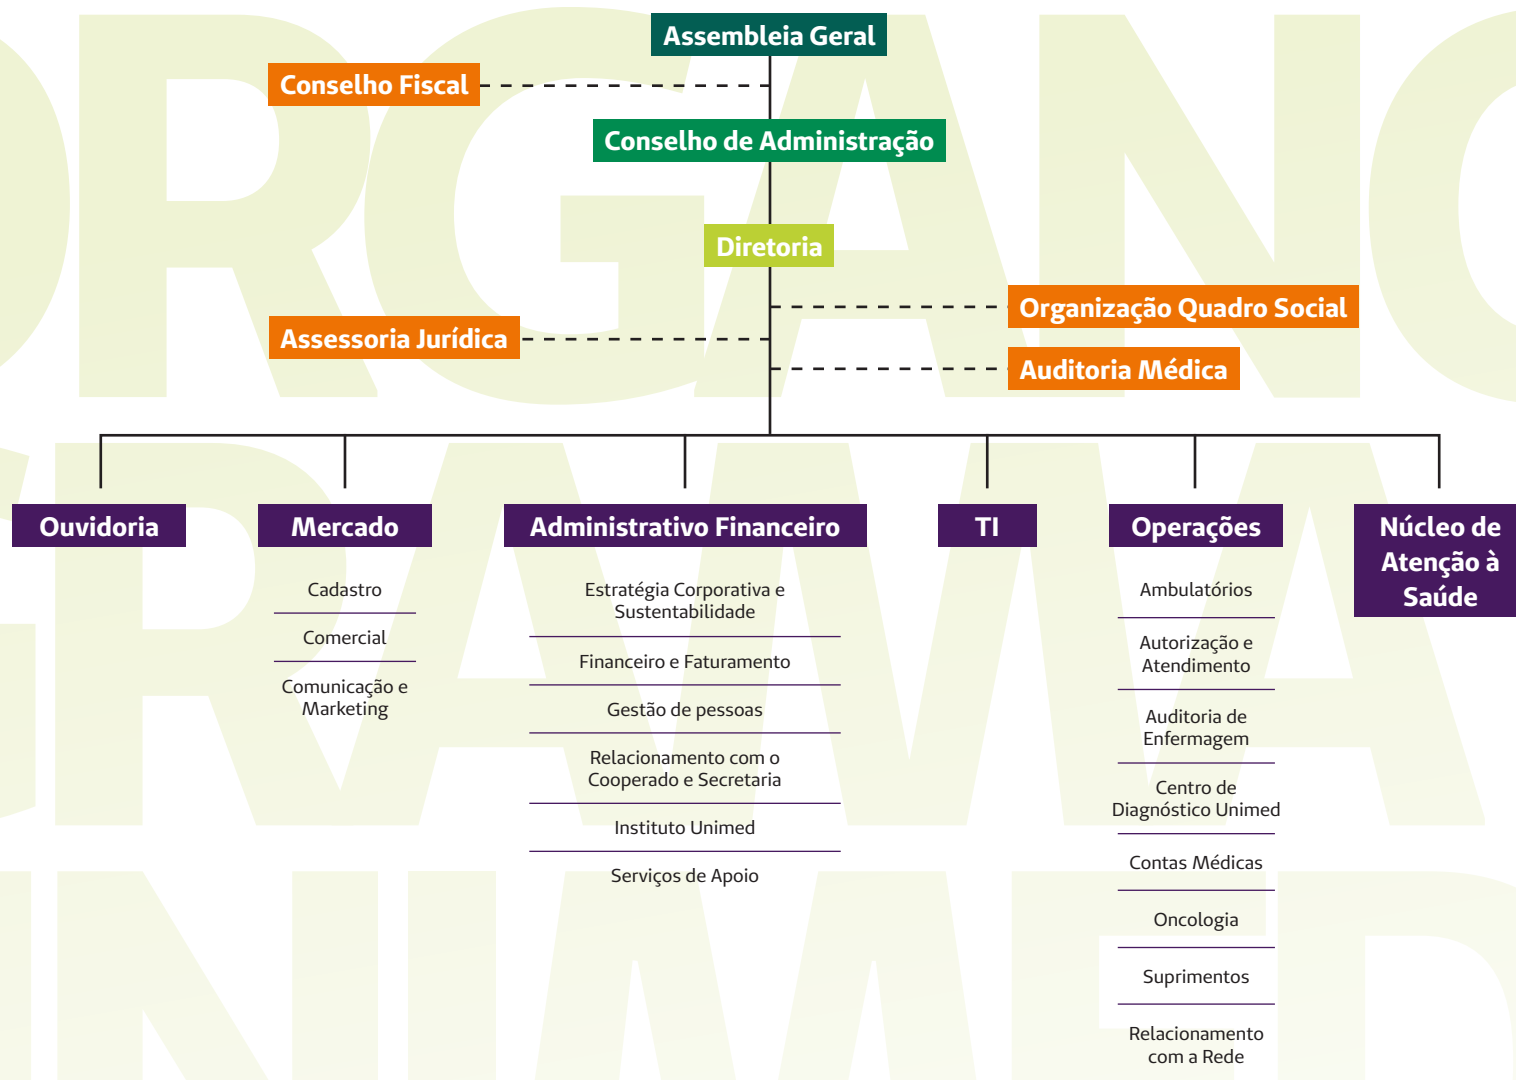 ORGANO
GRAMA
UNIMED
Assembleia Geral
Conselho Fiscal
Conselho de Administração
Diretoria
Organização Quadro Social
Assessoria Jurídica
Auditoria Médica
Ouvidoria
Mercado
Cadastro
Comercial
Comunicação e
Marketing
Administrativo Financeiro
Estratégia Corporativa e
Sustentabilidade
Financeiro e Faturamento
Gestão de pessoas
Relacionamento com o
Cooperado e Secretaria
Instituto Unimed
Serviços de Apoio
TI
Operações
Ambulatórios
Autorização e
Atendimento
Auditoria de
Enfermagem
Centro de
Diagnóstico Unimed
Contas Médicas
Oncologia
Suprimentos
Relacionamento
com a Rede
Núcleo de
Atenção à
Saúde